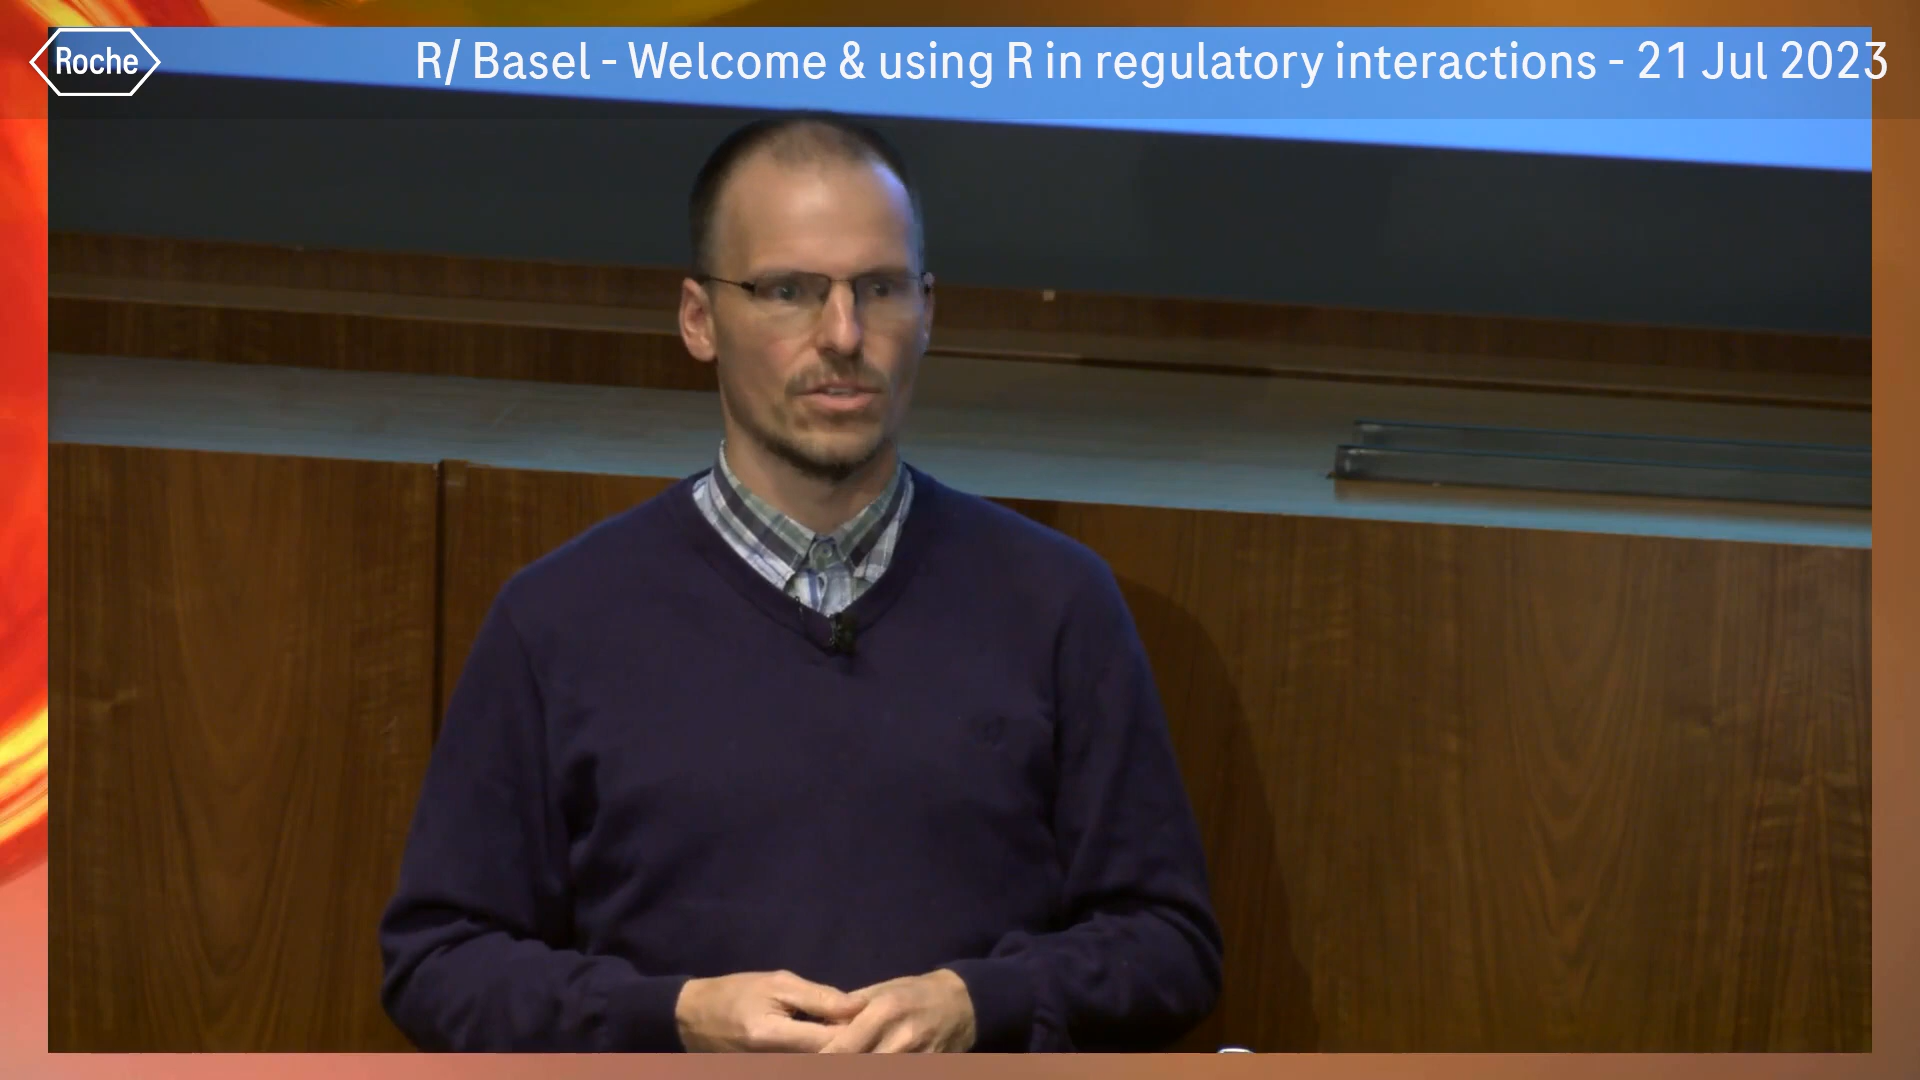 Roche
R/ Basel - Welcome & using R in regulatory interactions - 21 Jul 2023